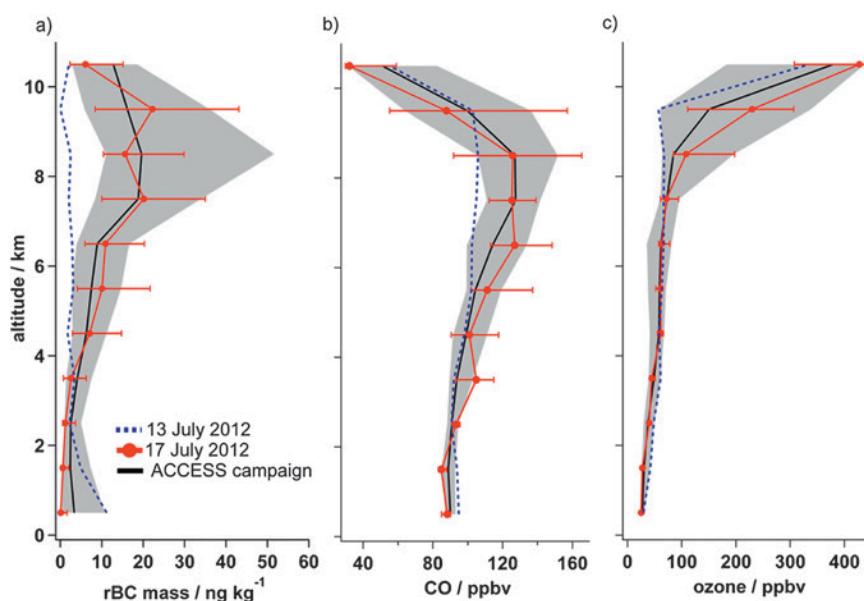 a)
b)
c)
10
8
6
4
2
0
altitude / km
13 July 2012
17 July 2012
ACCESS campaign
0 10 20 30 40 50 60
40 80 120 160
0 100 200 300 400
rBC mass / ng kg⁻¹
CO / ppbv
ozone / ppbv